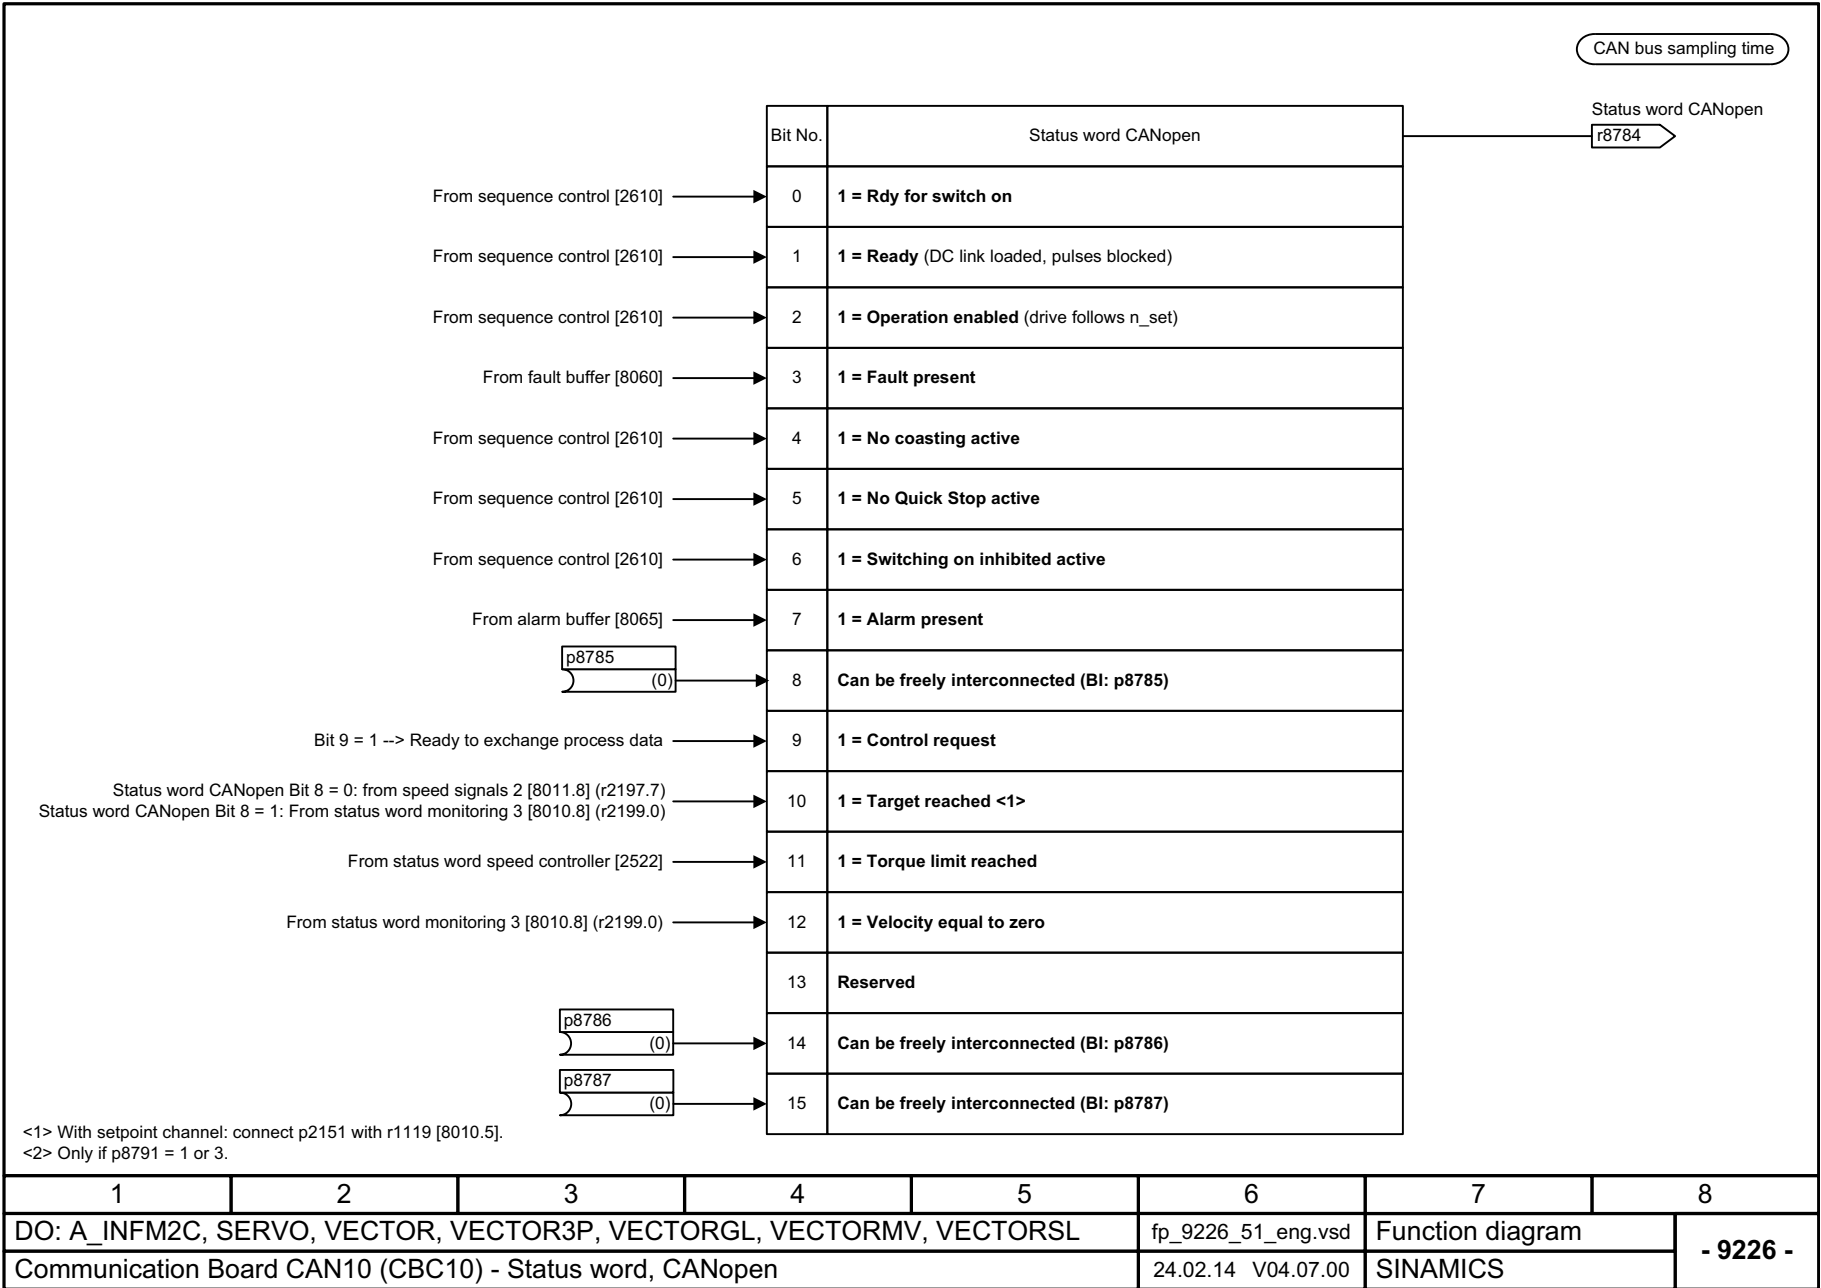 CAN bus sampling time
Status word CANopen
r8784
Bit No. Status word CANopen
From sequence control [2610] 0 1 = Rdy for switch on
From sequence control [2610] 1 1 = Ready (DC link loaded, pulses blocked)
From sequence control [2610] 2 1 = Operation enabled (drive follows n_set)
From fault buffer [8060] 3 1 = Fault present
From sequence control [2610] 4 1 = No coasting active
From sequence control [2610] 5 1 = No Quick Stop active
From sequence control [2610] 6 1 = Switching on inhibited active
From alarm buffer [8065] 7 1 = Alarm present
p8785
(0) 8 Can be freely interconnected (BI: p8785)
Bit 9 = 1 --> Ready to exchange process data 9 1 = Control request
Status word CANopen Bit 8 = 0: from speed signals 2 [8011.8] (r2197.7)
Status word CANopen Bit 8 = 1: From status word monitoring 3 [8010.8] (r2199.0)
10 1 = Target reached <1>
From status word speed controller [2522] 11 1 = Torque limit reached
From status word monitoring 3 [8010.8] (r2199.0) 12 1 = Velocity equal to zero
13 Reserved
p8786
(0) 14 Can be freely interconnected (BI: p8786)
p8787
(0) 15 Can be freely interconnected (BI: p8787)
<1> With setpoint channel: connect p2151 with r1119 [8010.5].
<2> Only if p8791 = 1 or 3.
1 2 3 4 5 6 7 8
DO: A_INFM2C, SERVO, VECTOR, VECTOR3P, VECTORGL, VECTORMV, VECTORSL fp_9226_51_eng.vsd Function diagram
- 9226 -
Communication Board CAN10 (CBC10) - Status word, CANopen 24.02.14 V04.07.00 SINAMICS